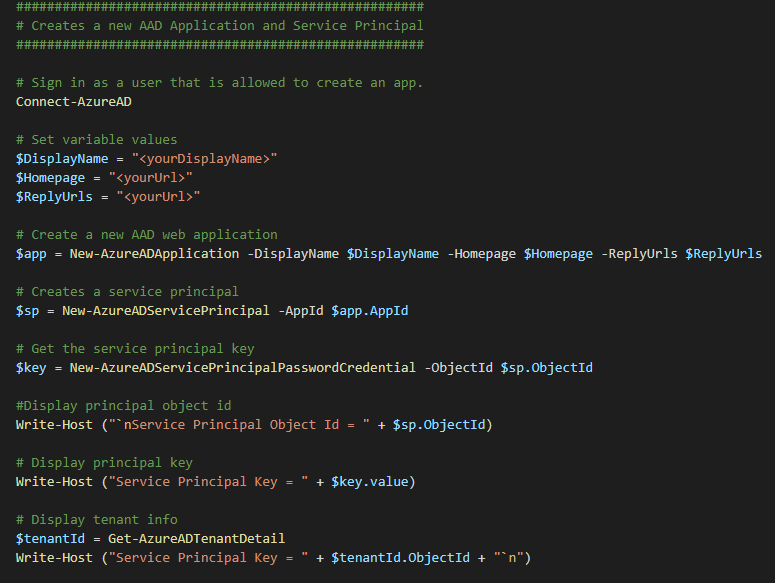 #####################################################
# Creates a new AAD Application and Service Principal
#####################################################
# Sign in as a user that is allowed to create an app.
Connect-AzureAD
# Set variable values
$DisplayName = "<yourDisplayName>"
$Homepage = "<yourUrl>"
$ReplyUrls = "<yourUrl>"
# Create a new AAD web application
$app = New-AzureADApplication -DisplayName $DisplayName -Homepage $Homepage -ReplyUrls $ReplyUrls
# Creates a service principal
$sp = New-AzureADServicePrincipal -AppId $app.AppId
# Get the service principal key
$key = New-AzureADServicePrincipalPasswordCredential -ObjectId $sp.ObjectId
#Display principal object id
Write-Host ("`nService Principal Object Id = " + $sp.ObjectId)
# Display principal key
Write-Host ("Service Principal Key = " + $key.value)
# Display tenant info
$tenantId = Get-AzureADTenantDetail
Write-Host ("Service Principal Key = " + $tenantId.ObjectId + "`n")